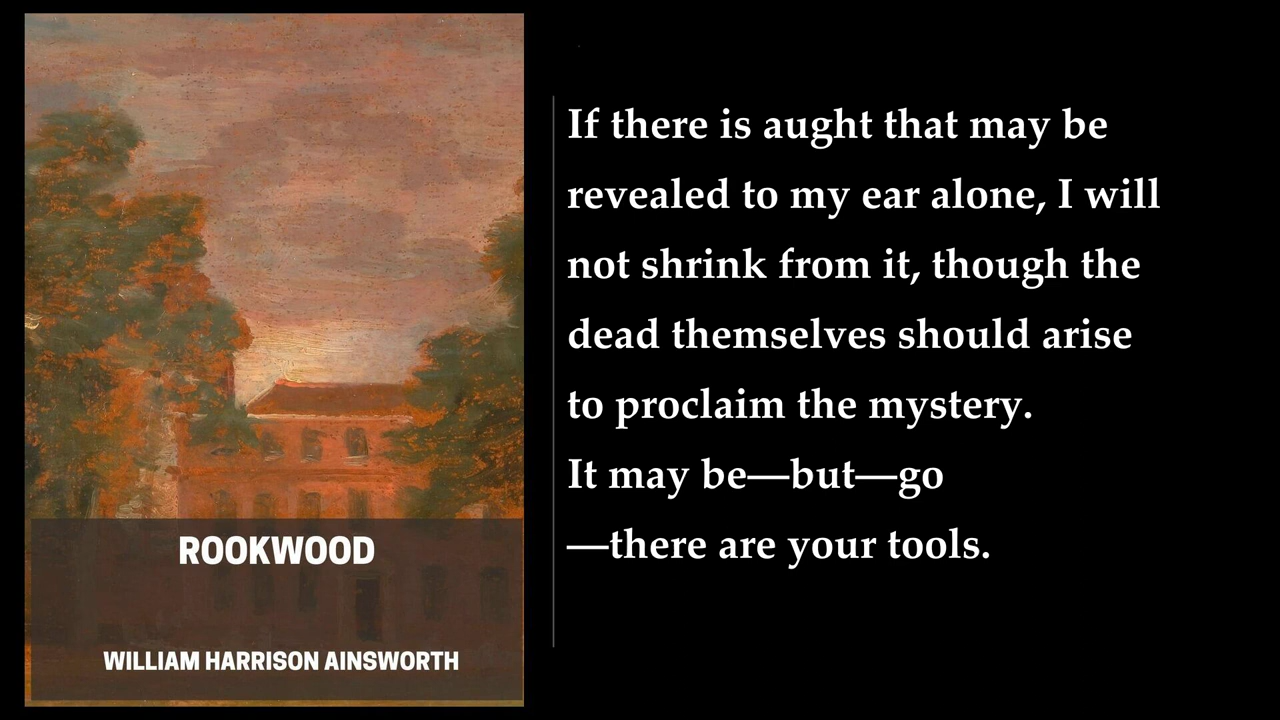 ROOKWOOD
WILLIAM HARRISON AINSWORTH
If there is aught that may be
revealed to my ear alone, I will
not shrink from it, though the
dead themselves should arise
to proclaim the mystery.
It may be—but—go
—there are your tools.